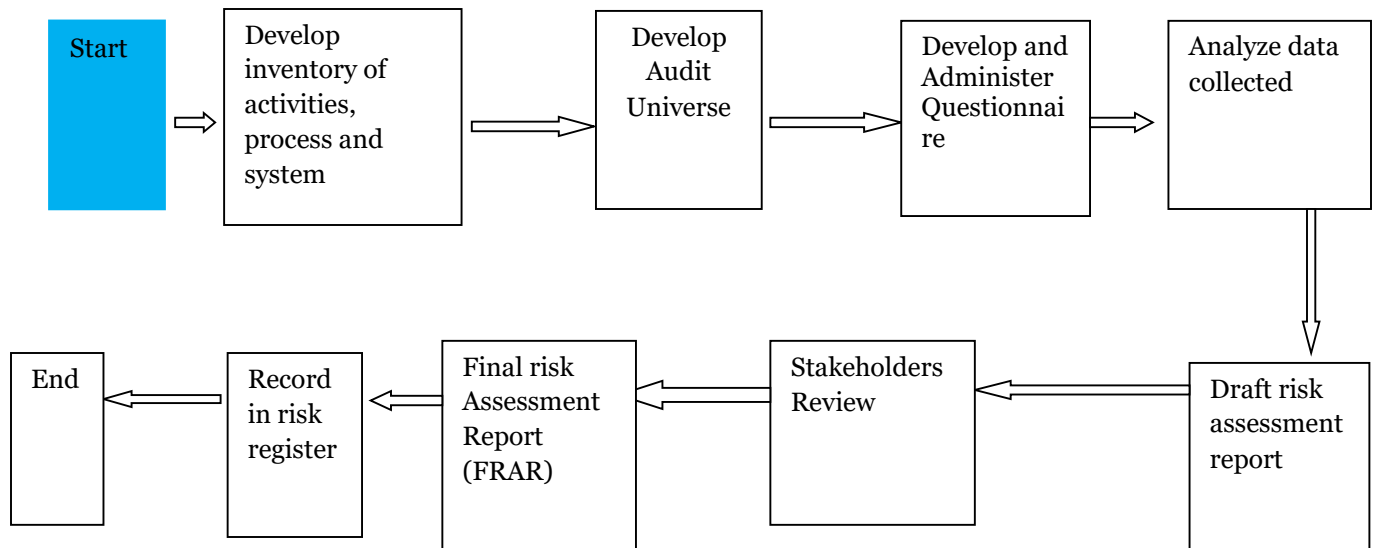 Start
Develop
inventory of
activities,
process and
system
Develop
Audit
Universe
Develop and
Administer
Questionnai
re
Analyze data
collected
End
Record
in risk
register
Final risk
Assessment
Report
(FRAR)
Stakeholders
Review
Draft risk
assessment
report